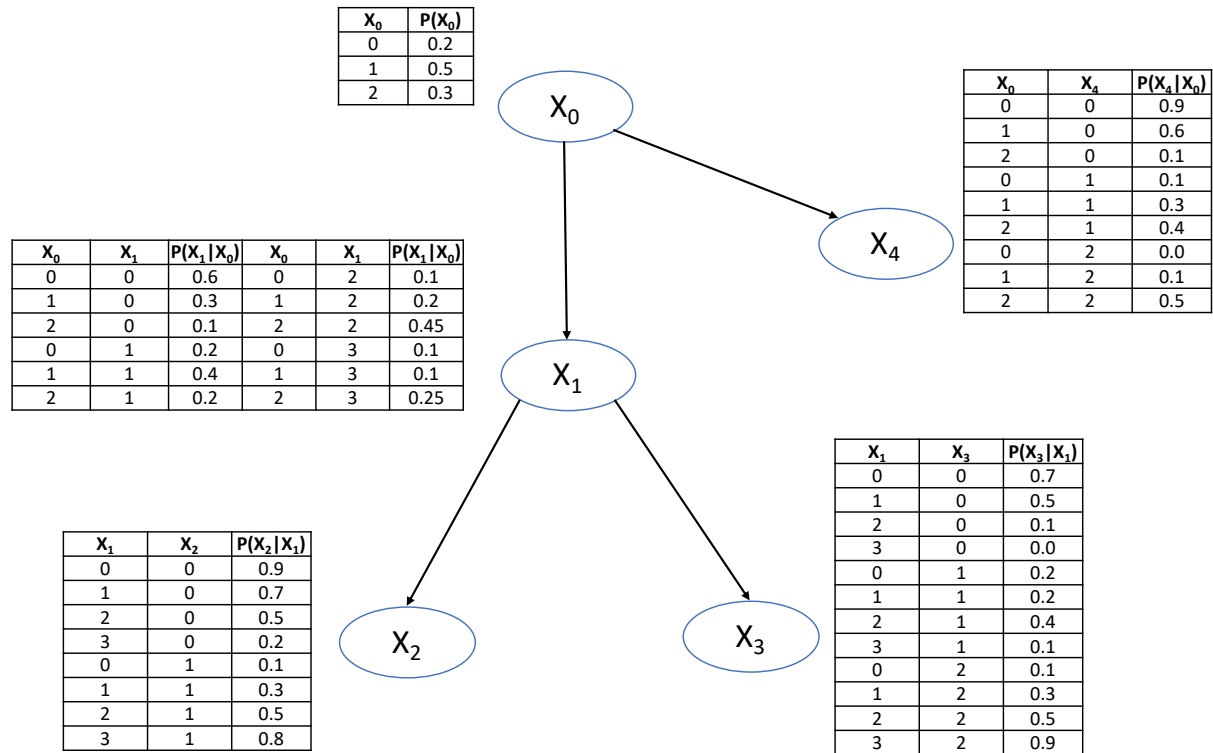 X₀ P(X₀)
0 0.2
1 0.5
2 0.3
X₀
X₀ X₄ P(X₄|X₀)
0 0 0.9
1 0 0.6
2 0 0.1
0 1 0.1
1 1 0.3
2 1 0.4
0 2 0.0
1 2 0.1
2 2 0.5
X₄
X₀ X₁ P(X₁|X₀) X₀ X₁ P(X₁|X₀)
0 0 0.6 0 2 0.1
1 0 0.3 1 2 0.2
2 0 0.1 2 2 0.45
0 1 0.2 0 3 0.1
1 1 0.4 1 3 0.1
2 1 0.2 2 3 0.25
X₁
X₁ X₂ P(X₂|X₁)
0 0 0.9
1 0 0.7
2 0 0.5
3 0 0.2
0 1 0.1
1 1 0.3
2 1 0.5
3 1 0.8
X₂
X₃
X₁ X₃ P(X₃|X₁)
0 0 0.7
1 0 0.5
2 0 0.1
3 0 0.0
0 1 0.2
1 1 0.2
2 1 0.4
3 1 0.1
0 2 0.1
1 2 0.3
2 2 0.5
3 2 0.9